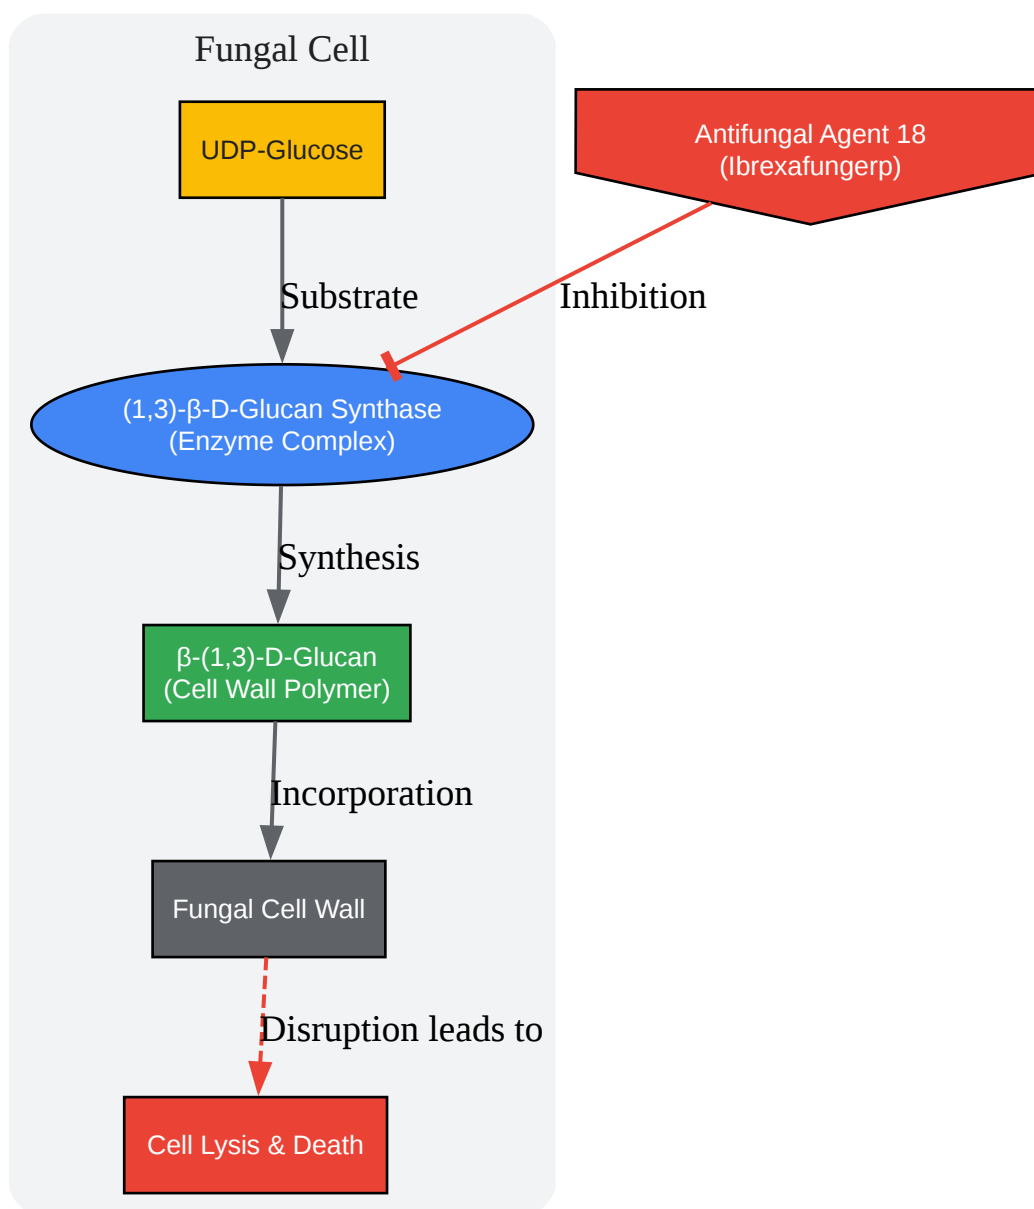 Fungal Cell
UDP-Glucose
Antifungal Agent 18
(Ibrexafungerp)
Substrate
Inhibition
(1,3)-β-D-Glucan Synthase
(Enzyme Complex)
Synthesis
β-(1,3)-D-Glucan
(Cell Wall Polymer)
Incorporation
Fungal Cell Wall
Disruption leads to
Cell Lysis & Death